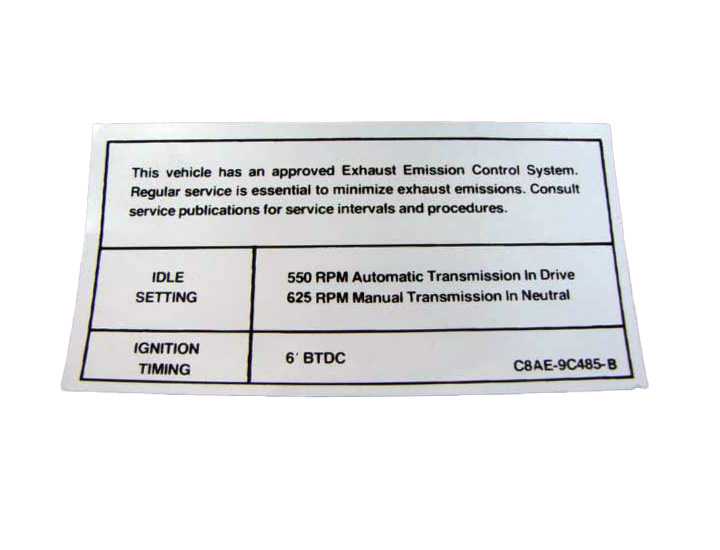 This vehicle has an approved Exhaust Emission Control System.
Regular service is essential to minimize exhaust emissions. Consult
service publications for service intervals and procedures.
IDLE
SETTING
550 RPM Automatic Transmission In Drive
625 RPM Manual Transmission In Neutral
IGNITION
TIMING
6' BTDC
C8AE-9C485-B